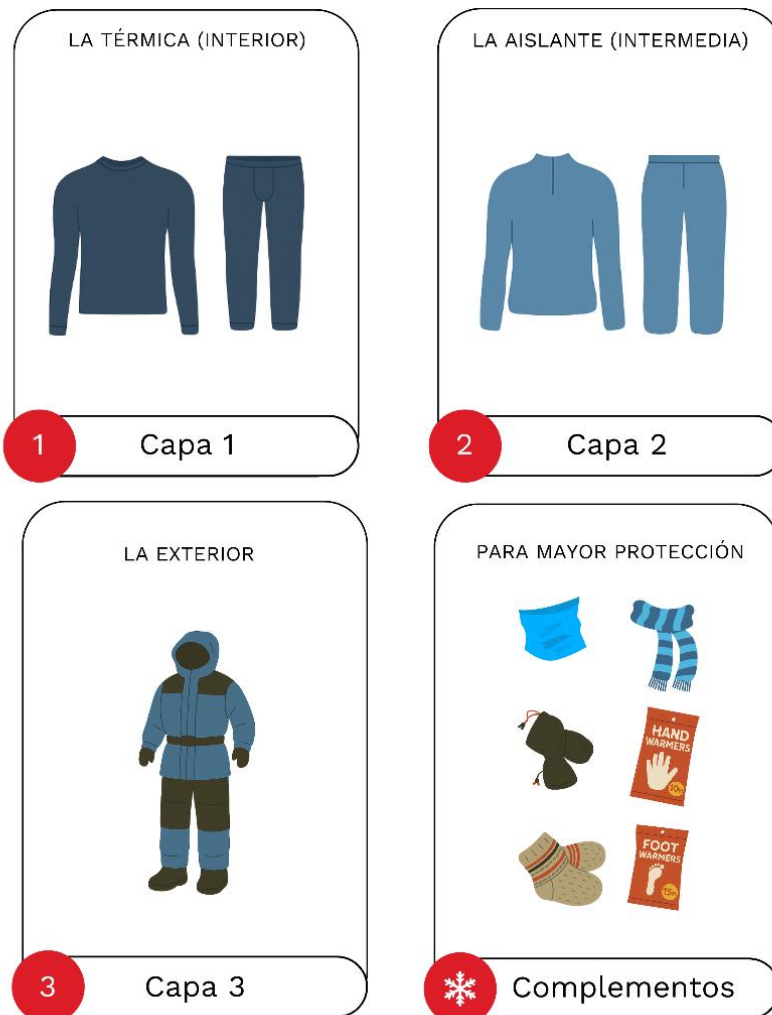 LA TÉRMICA (INTERIOR)
1
Capa 1
LA AISLANTE (INTERMEDIA)
2
Capa 2
LA EXTERIOR
3
Capa 3
PARA MAYOR PROTECCIÓN
HAND
WARMERS
FOOT
WARMERS
Complementos